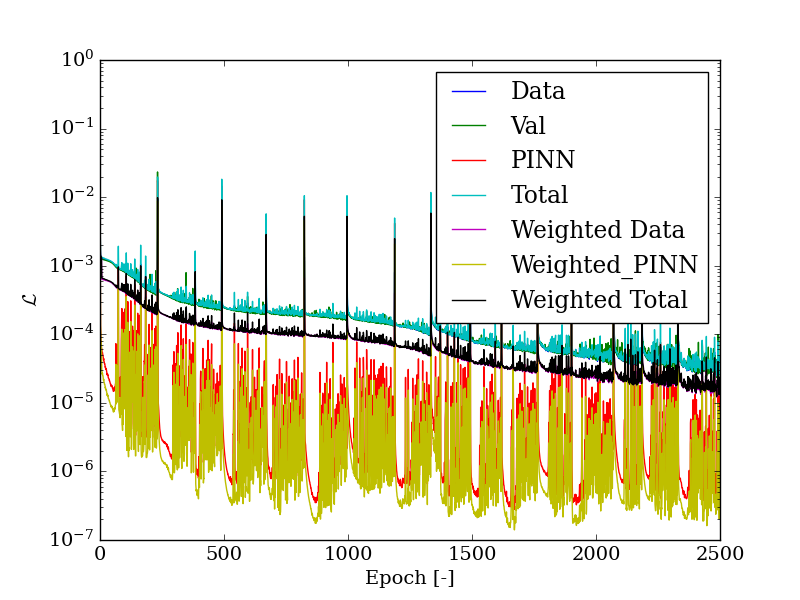 10^0
10^-1
10^-2
10^-3
10^-4
10^-5
10^-6
10^-7
ℒ
Data
Val
PINN
Total
Weighted Data
Weighted_PINN
Weighted Total
0 500 1000 1500 2000 2500
Epoch [-]